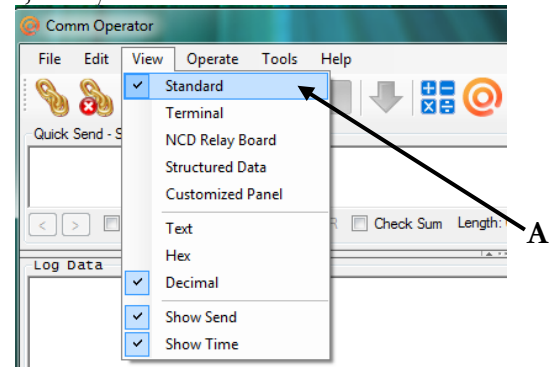 Comm Operator
File Edit View Operate Tools Help
Standard
Terminal
Quick Send - S
NCD Relay Board
Structured Data
Customized Panel
< > Check Sum Length:
Text
A
Hex
Log Data
Decimal
Show Send
Show Time